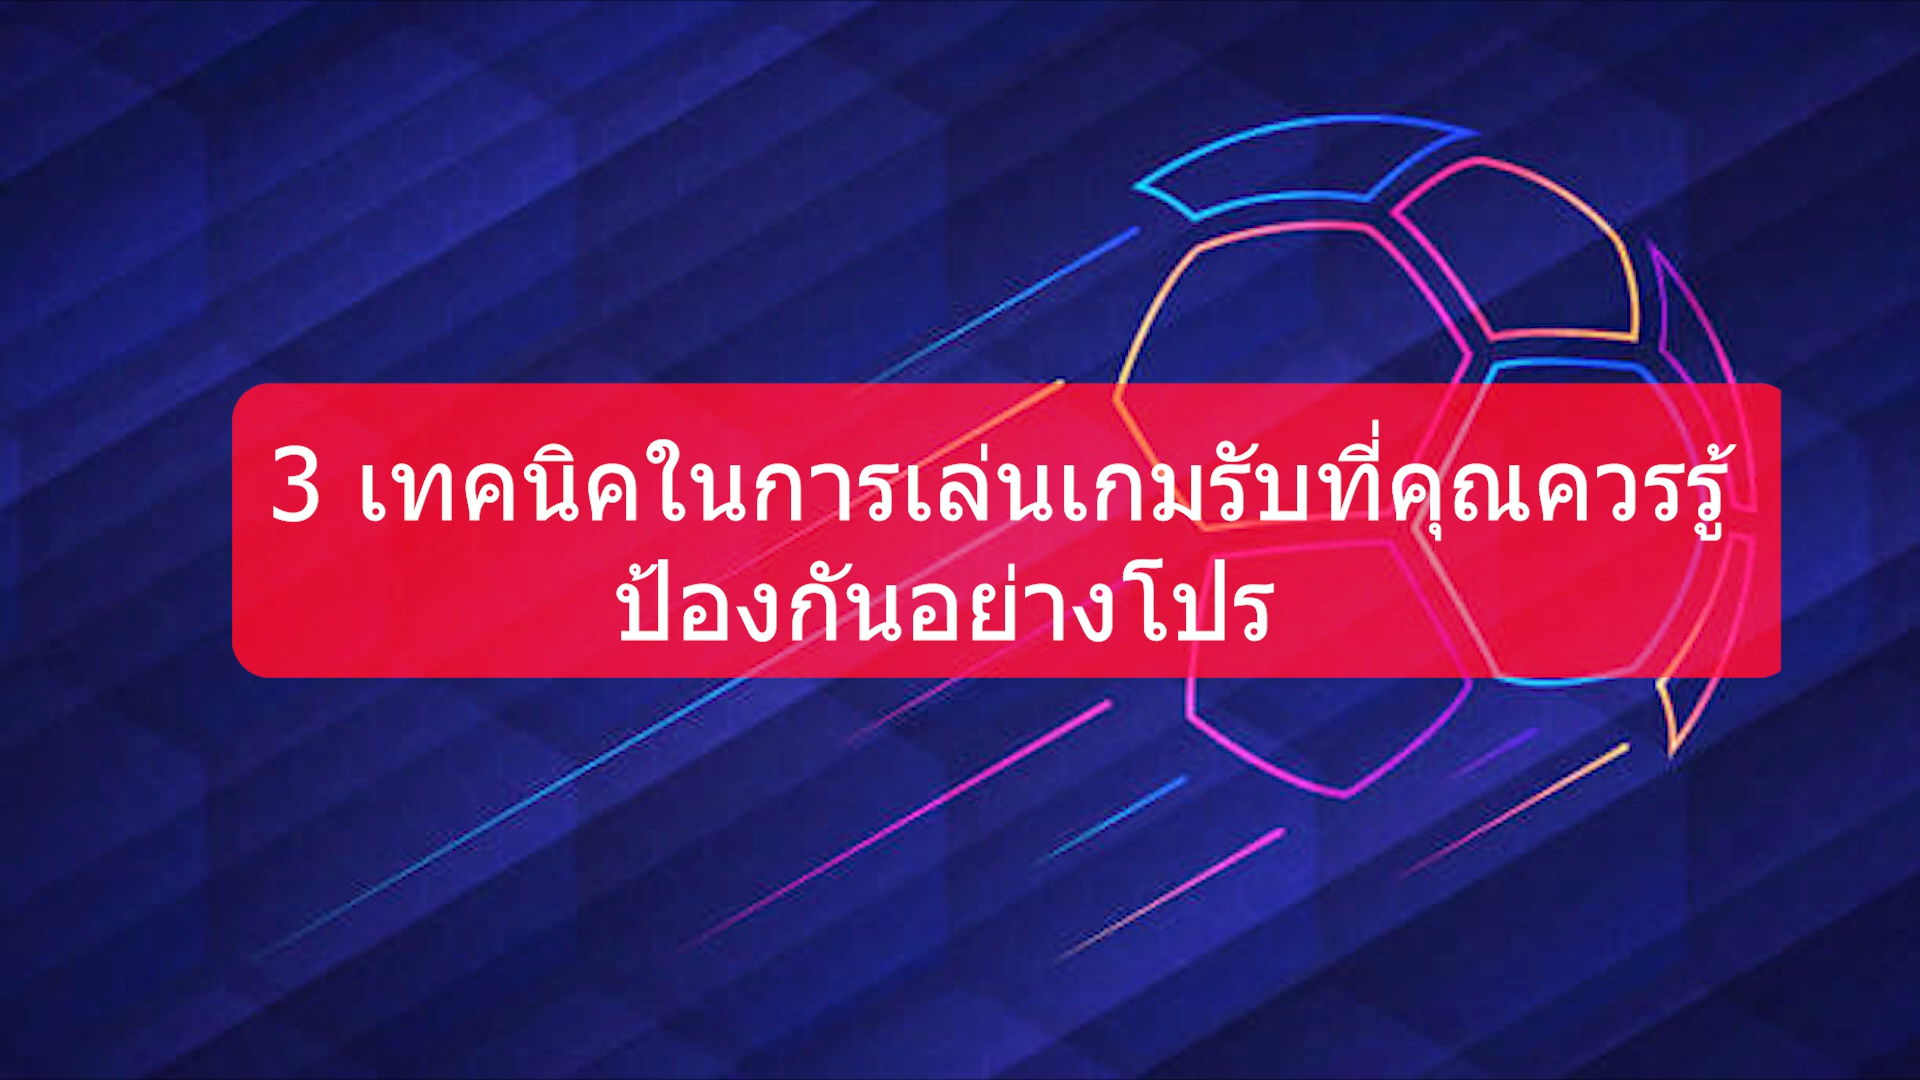 3 เทคนิคในการเล่นเกมรับที่คุณควรรู้
ป้องกันอย่างโปร